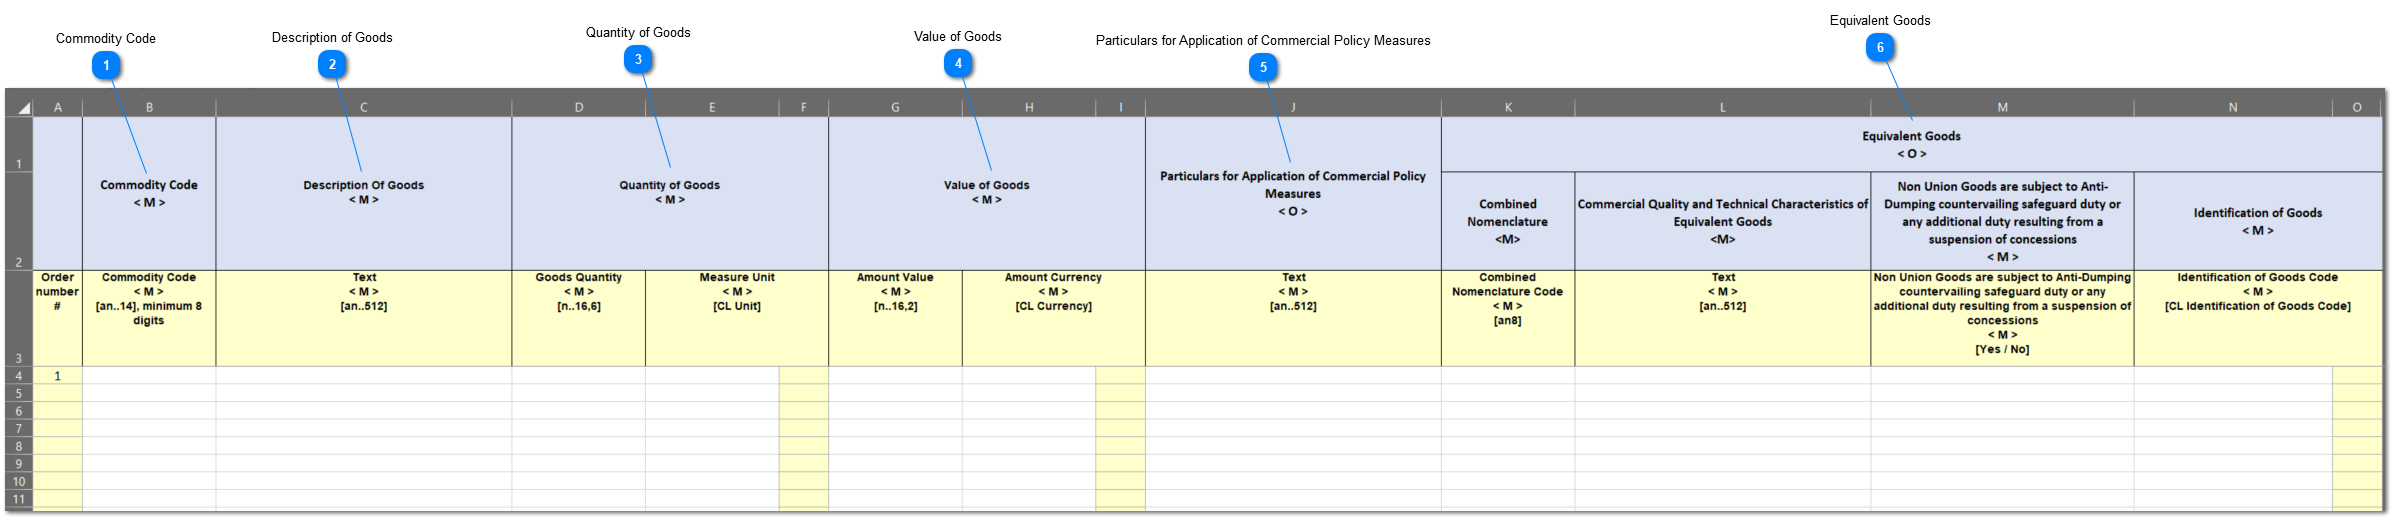 Commodity Code
Description of Goods
Quantity of Goods
Value of Goods
Particulars for Application of Commercial Policy Measures
Equivalent Goods
1
2
3
4
5
6
A B C D E F G H I J K L M N O
1
Equivalent Goods
< O >
2
Commodity Code
< M >
Description Of Goods
< M >
Quantity of Goods
< M >
Value of Goods
< M >
Particulars for Application of Commercial Policy
Measures
< O >
Combined
Nomenclature
<M>
Commercial Quality and Technical Characteristics of
Equivalent Goods
<M>
Non Union Goods are subject to Anti-
Dumping countervailing safeguard duty or
any additional duty resulting from a
suspension of concessions
< M >
Identification of Goods
< M >
3
Order
number
#
Commodity Code
< M >
[an..14], minimum 8
digits
Text
< M >
[an..512]
Goods Quantity
< M >
[n..16,6]
Measure Unit
< M >
[CL Unit]
Amount Value
< M >
[n..16,2]
Amount Currency
< M >
[CL Currency]
Text
< M >
[an..512]
Combined
Nomenclature Code
< M >
[an8]
Text
< M >
[an..512]
Non Union Goods are subject to Anti-Dumping
countervailing safeguard duty or any
additional duty resulting from a suspension of
concessions
< M >
[Yes / No]
Identification of Goods Code
< M >
[CL Identification of Goods Code]
4 1
5
6
7
8
9
10
11